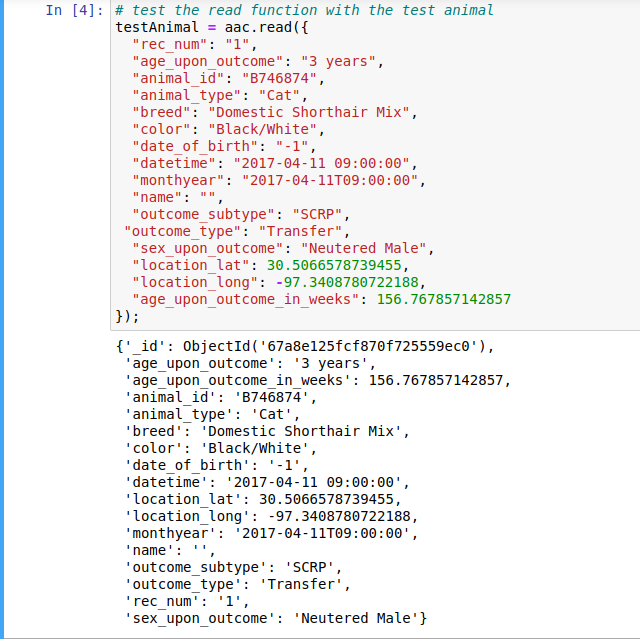 In [4]: # test the read function with the test animal
testAnimal = aac.read({
"rec_num": "1",
"age_upon_outcome": "3 years",
"animal_id": "B746874",
"animal_type": "Cat",
"breed": "Domestic Shorthair Mix",
"color": "Black/White",
"date_of_birth": "-1",
"datetime": "2017-04-11 09:00:00",
"monthyear": "2017-04-11T09:00:00",
"name": "",
"outcome_subtype": "SCRP",
"outcome_type": "Transfer",
"sex_upon_outcome": "Neutered Male",
"location_lat": 30.5066578739455,
"location_long": -97.3408780722188,
"age_upon_outcome_in_weeks": 156.767857142857
});
{'_id': ObjectId('67a8e125fcf870f725559ec0'),
'age_upon_outcome': '3 years',
'age_upon_outcome_in_weeks': 156.767857142857,
'animal_id': 'B746874',
'animal_type': 'Cat',
'breed': 'Domestic Shorthair Mix',
'color': 'Black/White',
'date_of_birth': '-1',
'datetime': '2017-04-11 09:00:00',
'location_lat': 30.5066578739455,
'location_long': -97.3408780722188,
'monthyear': '2017-04-11T09:00:00',
'name': '',
'outcome_subtype': 'SCRP',
'outcome_type': 'Transfer',
'rec_num': '1',
'sex_upon_outcome': 'Neutered Male'}